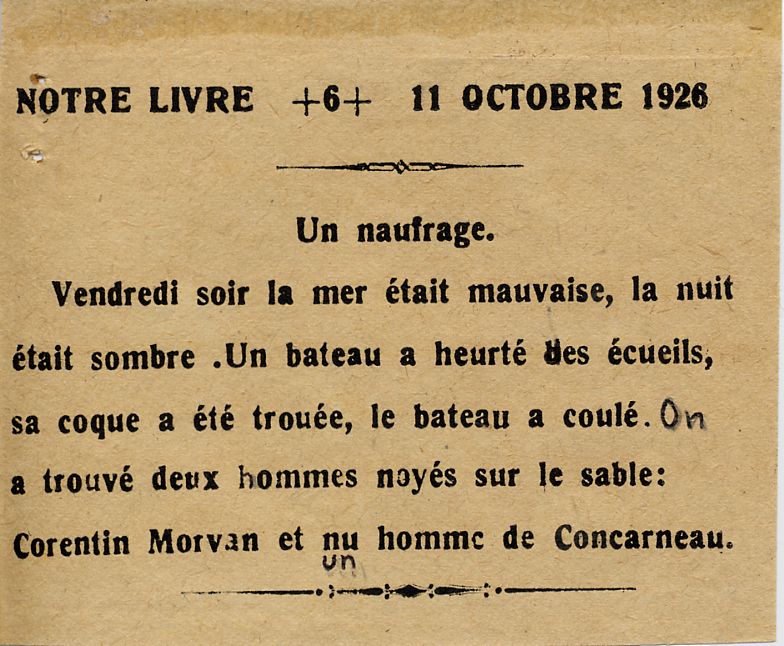 NOTRE LIVRE +6+ 11 OCTOBRE 1926
Un naufrage.
Vendredi soir la mer était mauvaise, la nuit
était sombre .Un bateau a heurté des écueils,
sa coque a été trouée, le bateau a coulé. On
a trouvé deux hommes noyés sur le sable:
Corentin Morvan et nu homme de Concarneau.
un